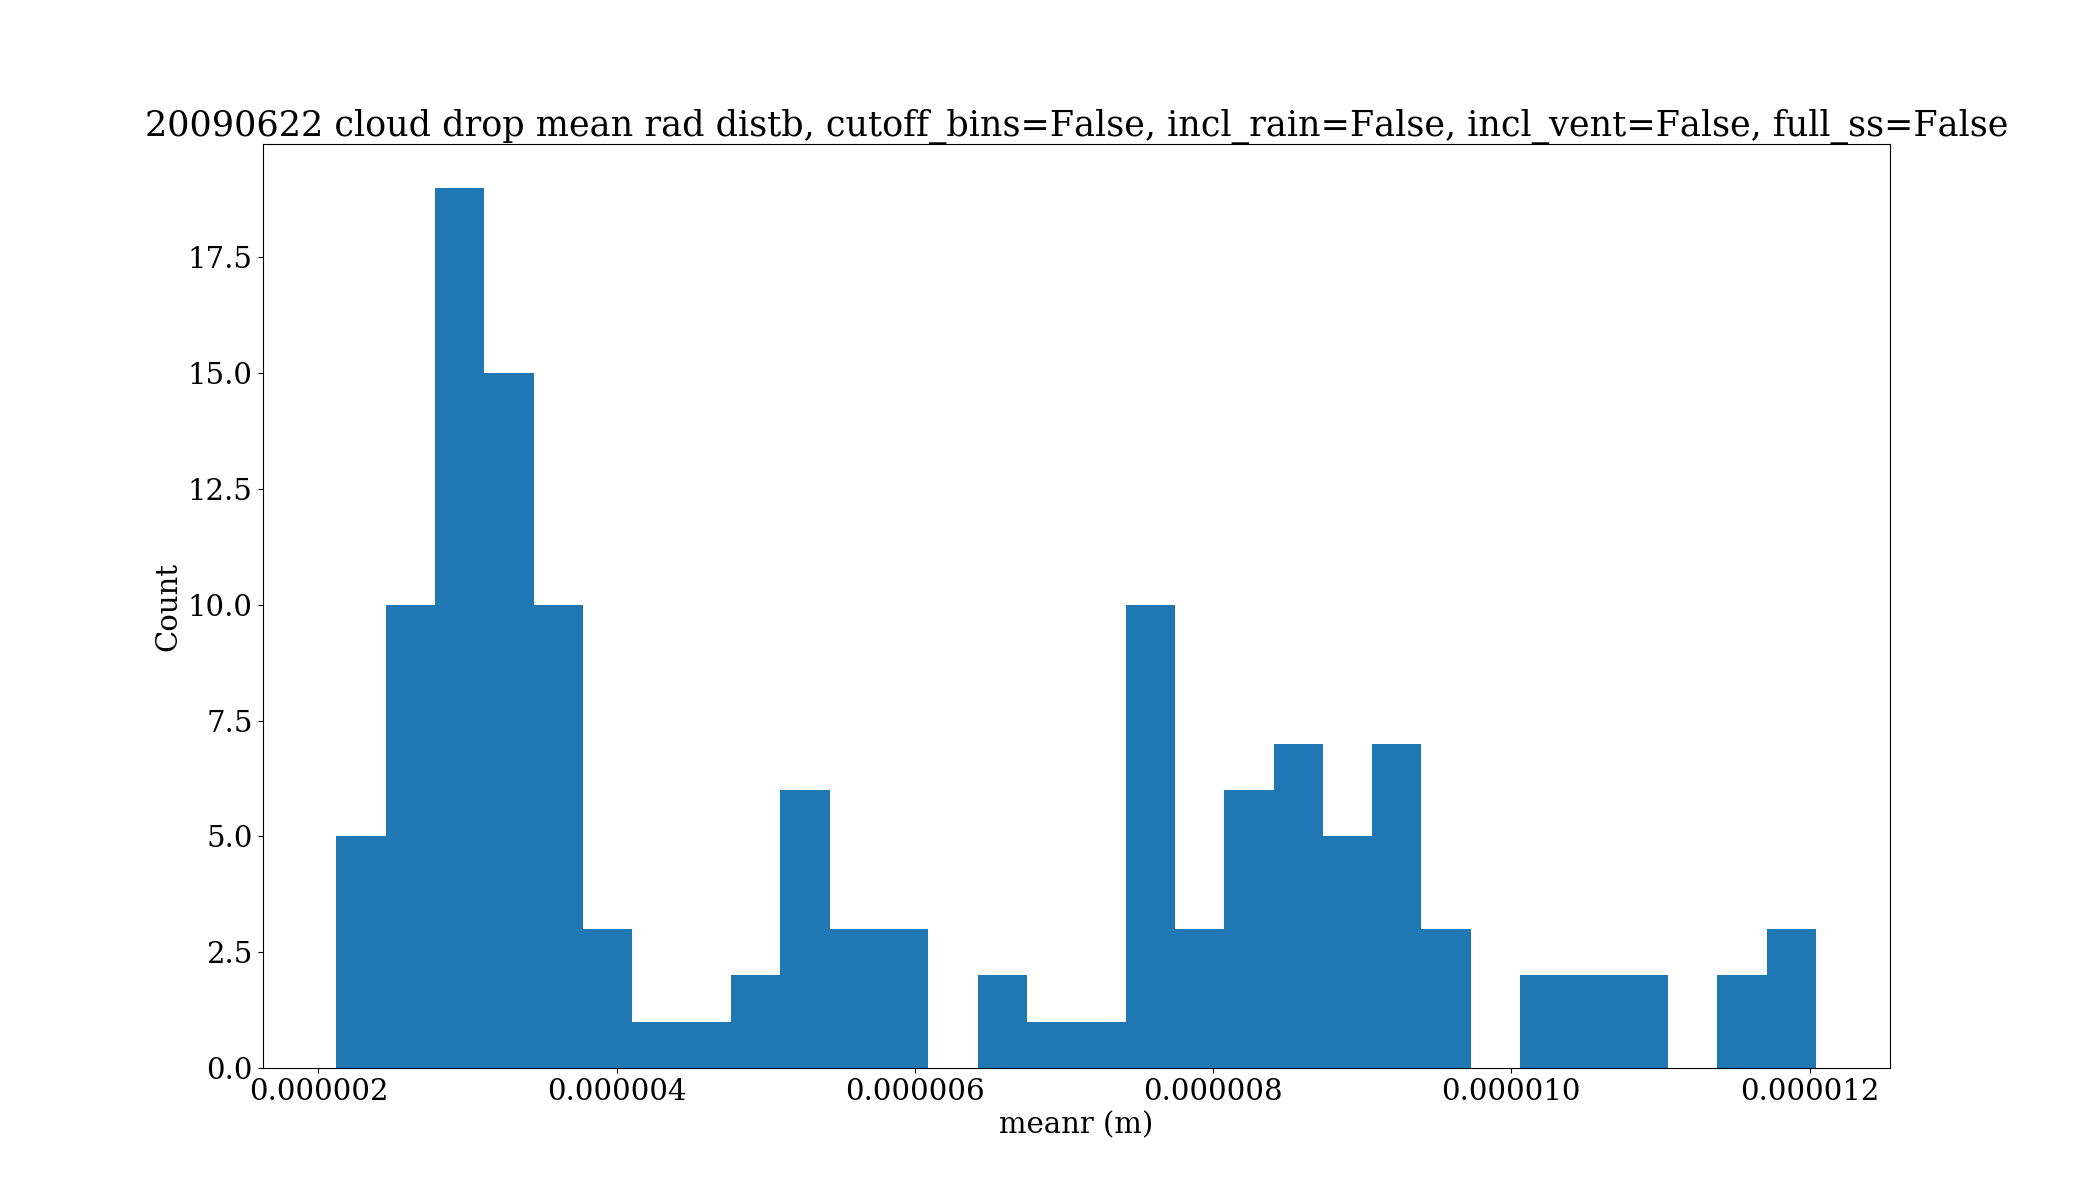 20090622 cloud drop mean rad distb, cutoff_bins=False, incl_rain=False, incl_vent=False, full_ss=False
17.5
15.0
12.5
10.0
7.5
5.0
2.5
0.0
Count
0.000002 0.000004 0.000006 0.000008 0.000010 0.000012
meanr (m)